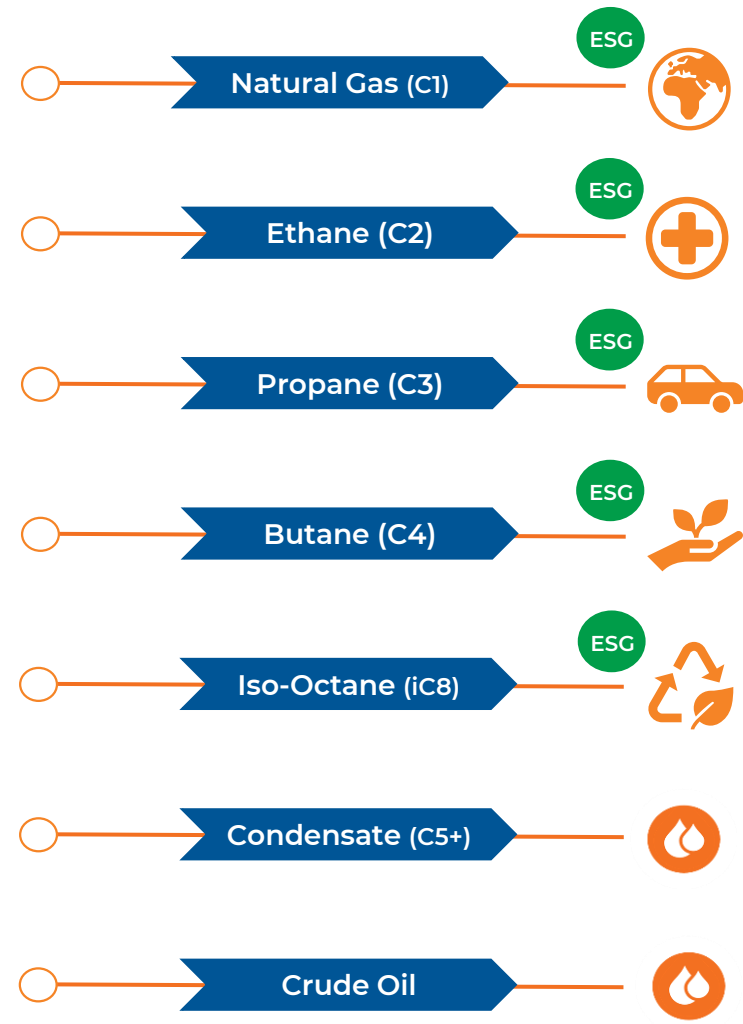 ESG
Natural Gas (C1)
ESG
Ethane (C2)
ESG
Propane (C3)
ESG
Butane (C4)
ESG
Iso-Octane (iC8)
Condensate (C5+)
Crude Oil